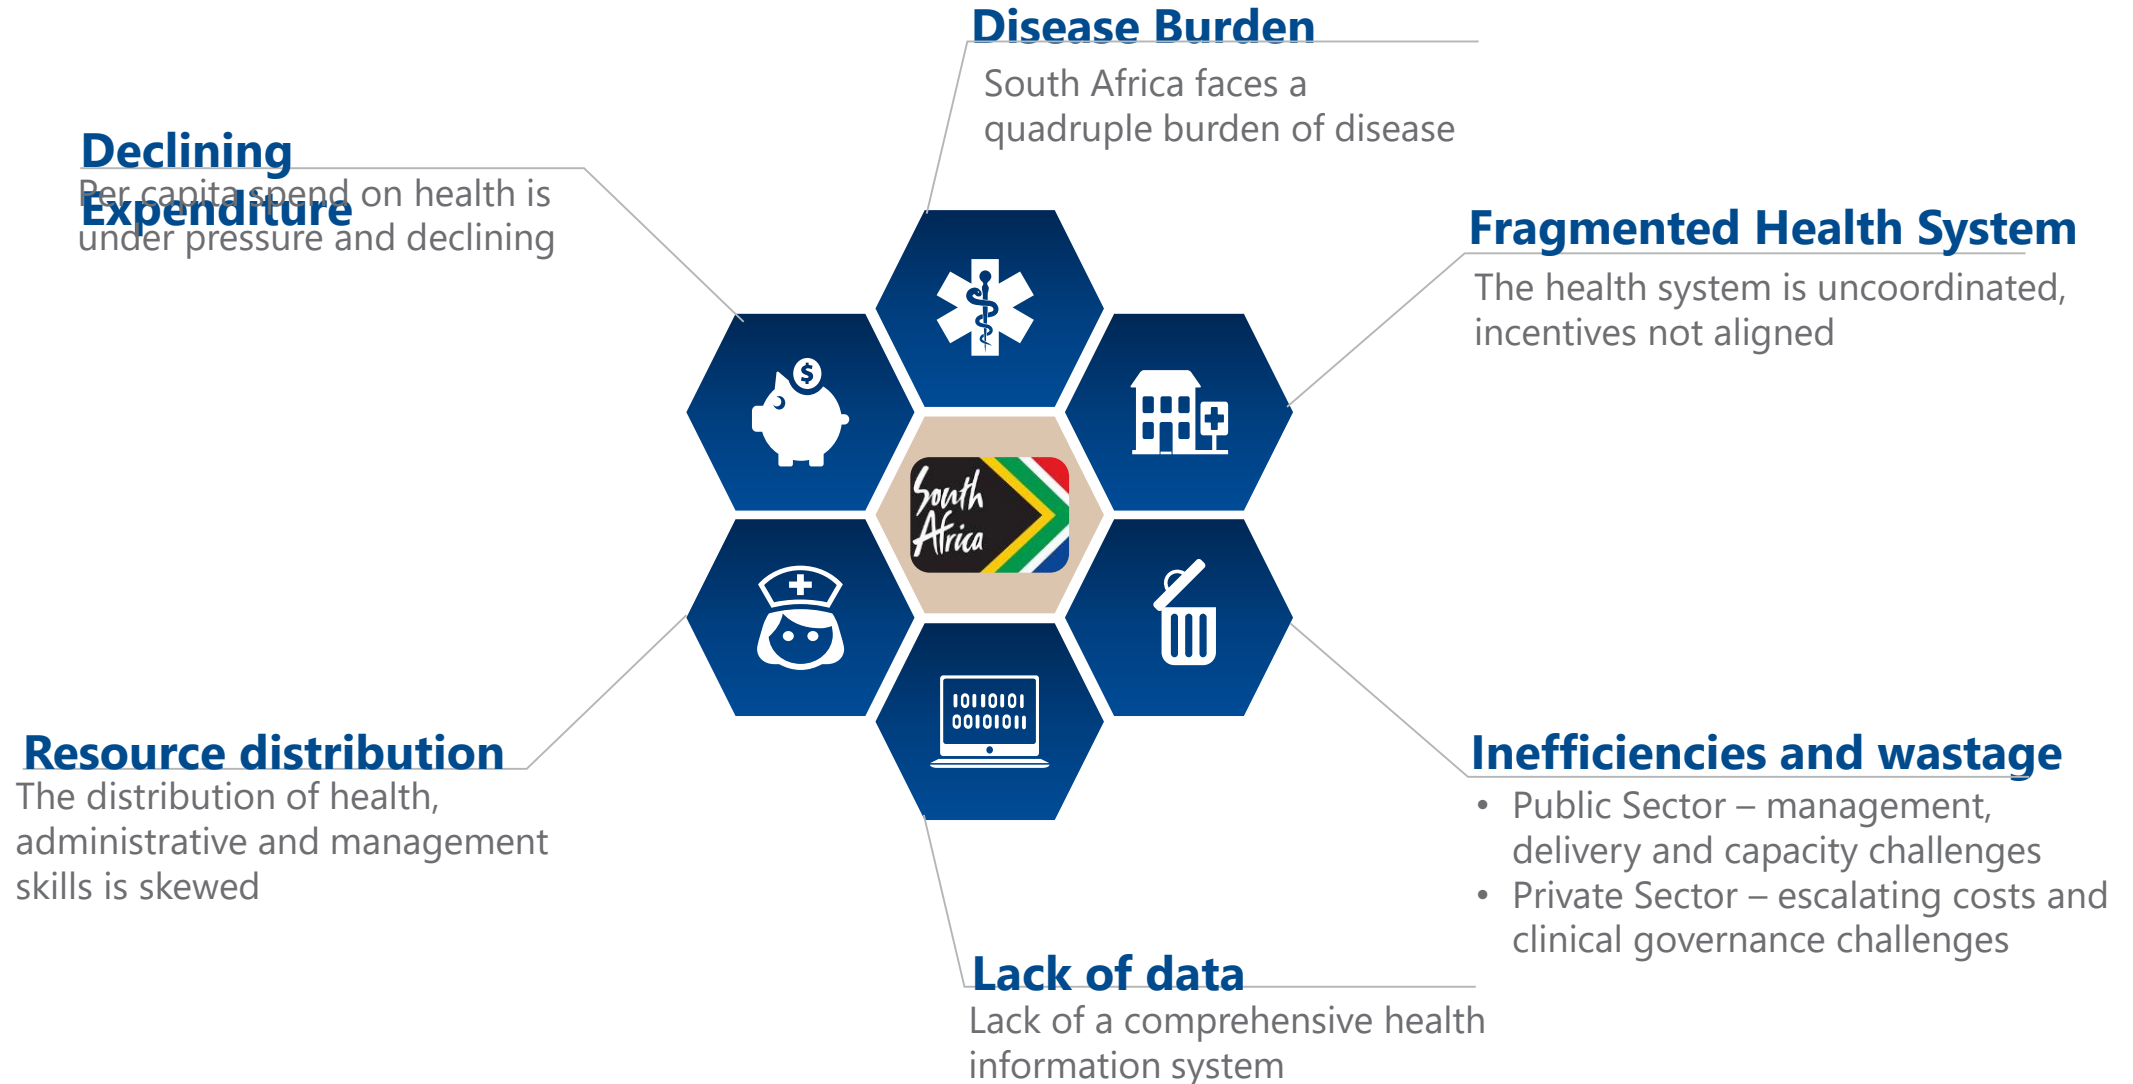 Disease Burden
South Africa faces a
quadruple burden of disease
Declining
Expenditure
Per capita spend on health is
under pressure and declining
Fragmented Health System
The health system is uncoordinated,
incentives not aligned
$
South
Africa
10110101
00101011
Resource distribution
The distribution of health,
administrative and management
skills is skewed
Inefficiencies and wastage
• Public Sector – management,
delivery and capacity challenges
• Private Sector – escalating costs and
clinical governance challenges
Lack of data
Lack of a comprehensive health
information system